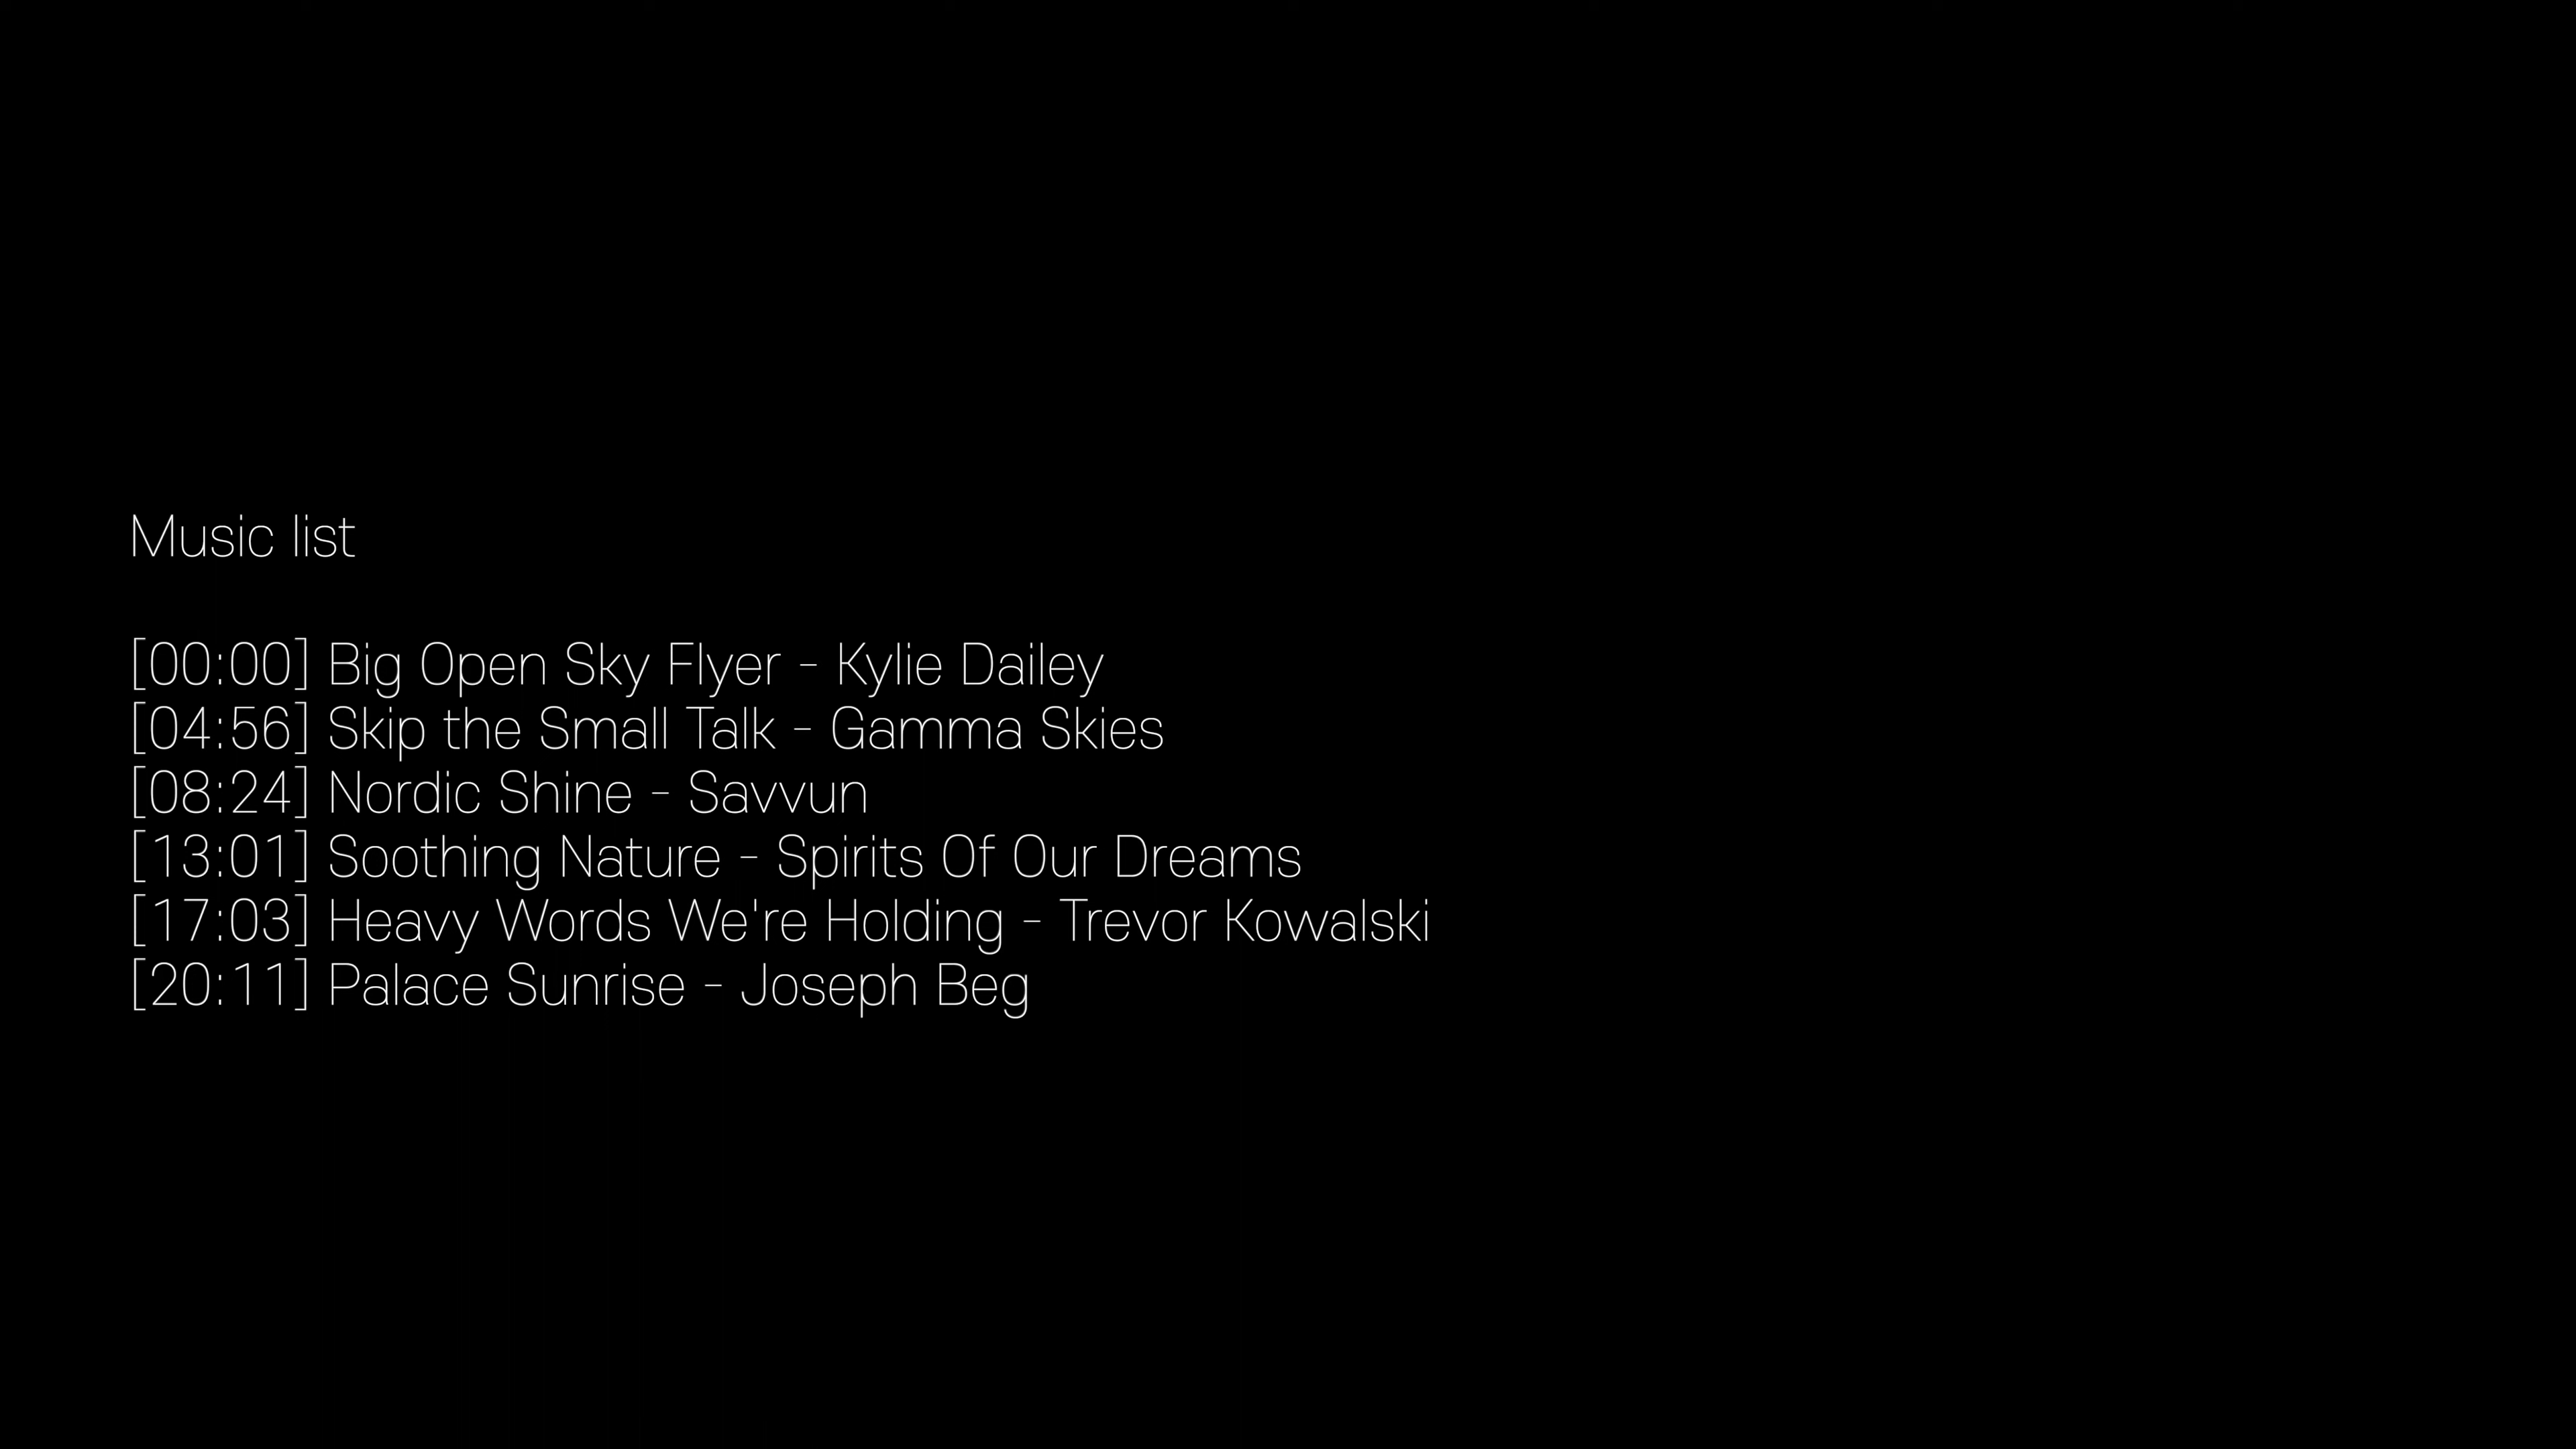 Music list
[00:00] Big Open Sky Flyer - Kylie Dailey
[04:56] Skip the Small Talk - Gamma Skies
[08:24] Nordic Shine - Savvun
[13:01] Soothing Nature - Spirits Of Our Dreams
[17:03] Heavy Words We're Holding - Trevor Kowalski
[20:11] Palace Sunrise - Joseph Beg